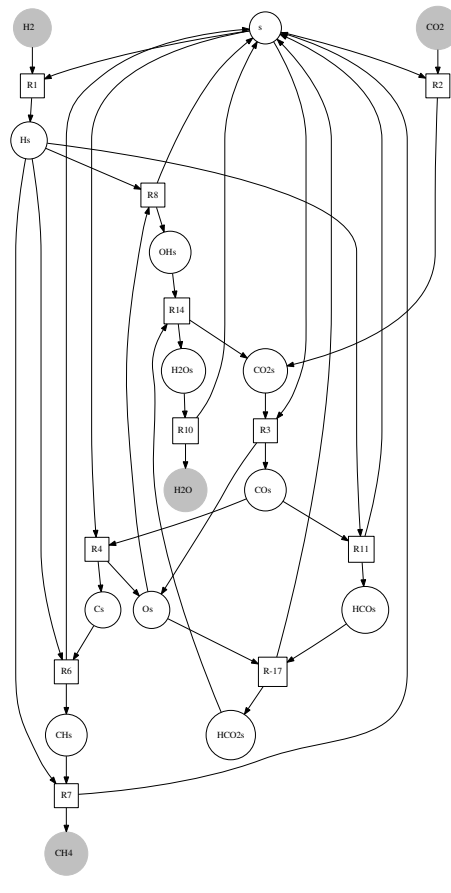 H2
s
CO2
R1
R2
Hs
R8
OHs
R14
H2Os
CO2s
R10
R3
H2O
COs
R4
R11
Cs
Os
HCOs
R6
R-17
CHs
HCO2s
R7
CH4